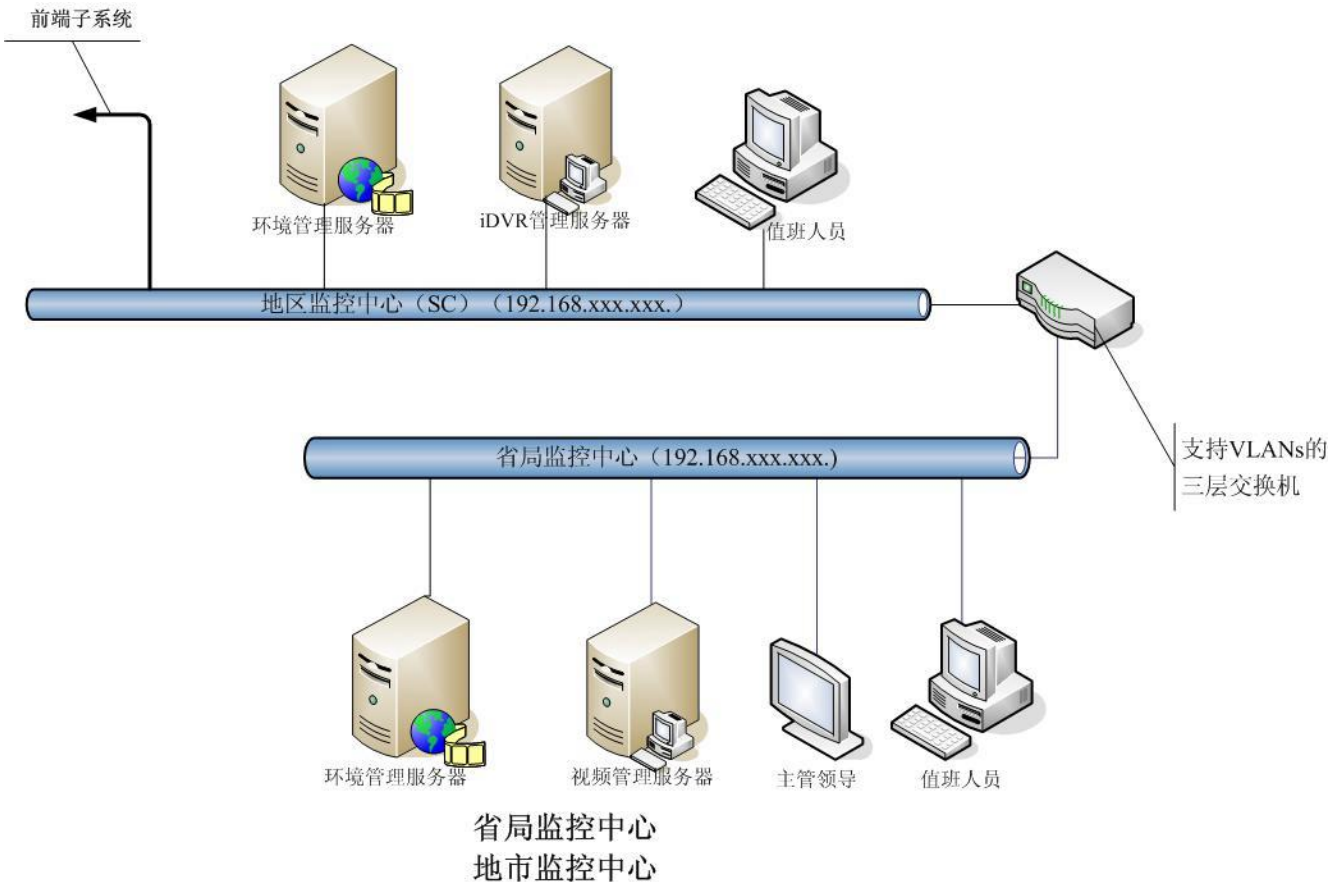 前端子系统
环境管理服务器
iDVR管理服务器
值班人员
地区监控中心（SC）（192.168.xxx.xxx.）
省局监控中心（192.168.xxx.xxx.)
支持VLANs的
三层交换机
环境管理服务器
视频管理服务器
主管领导
值班人员
省局监控中心
地市监控中心